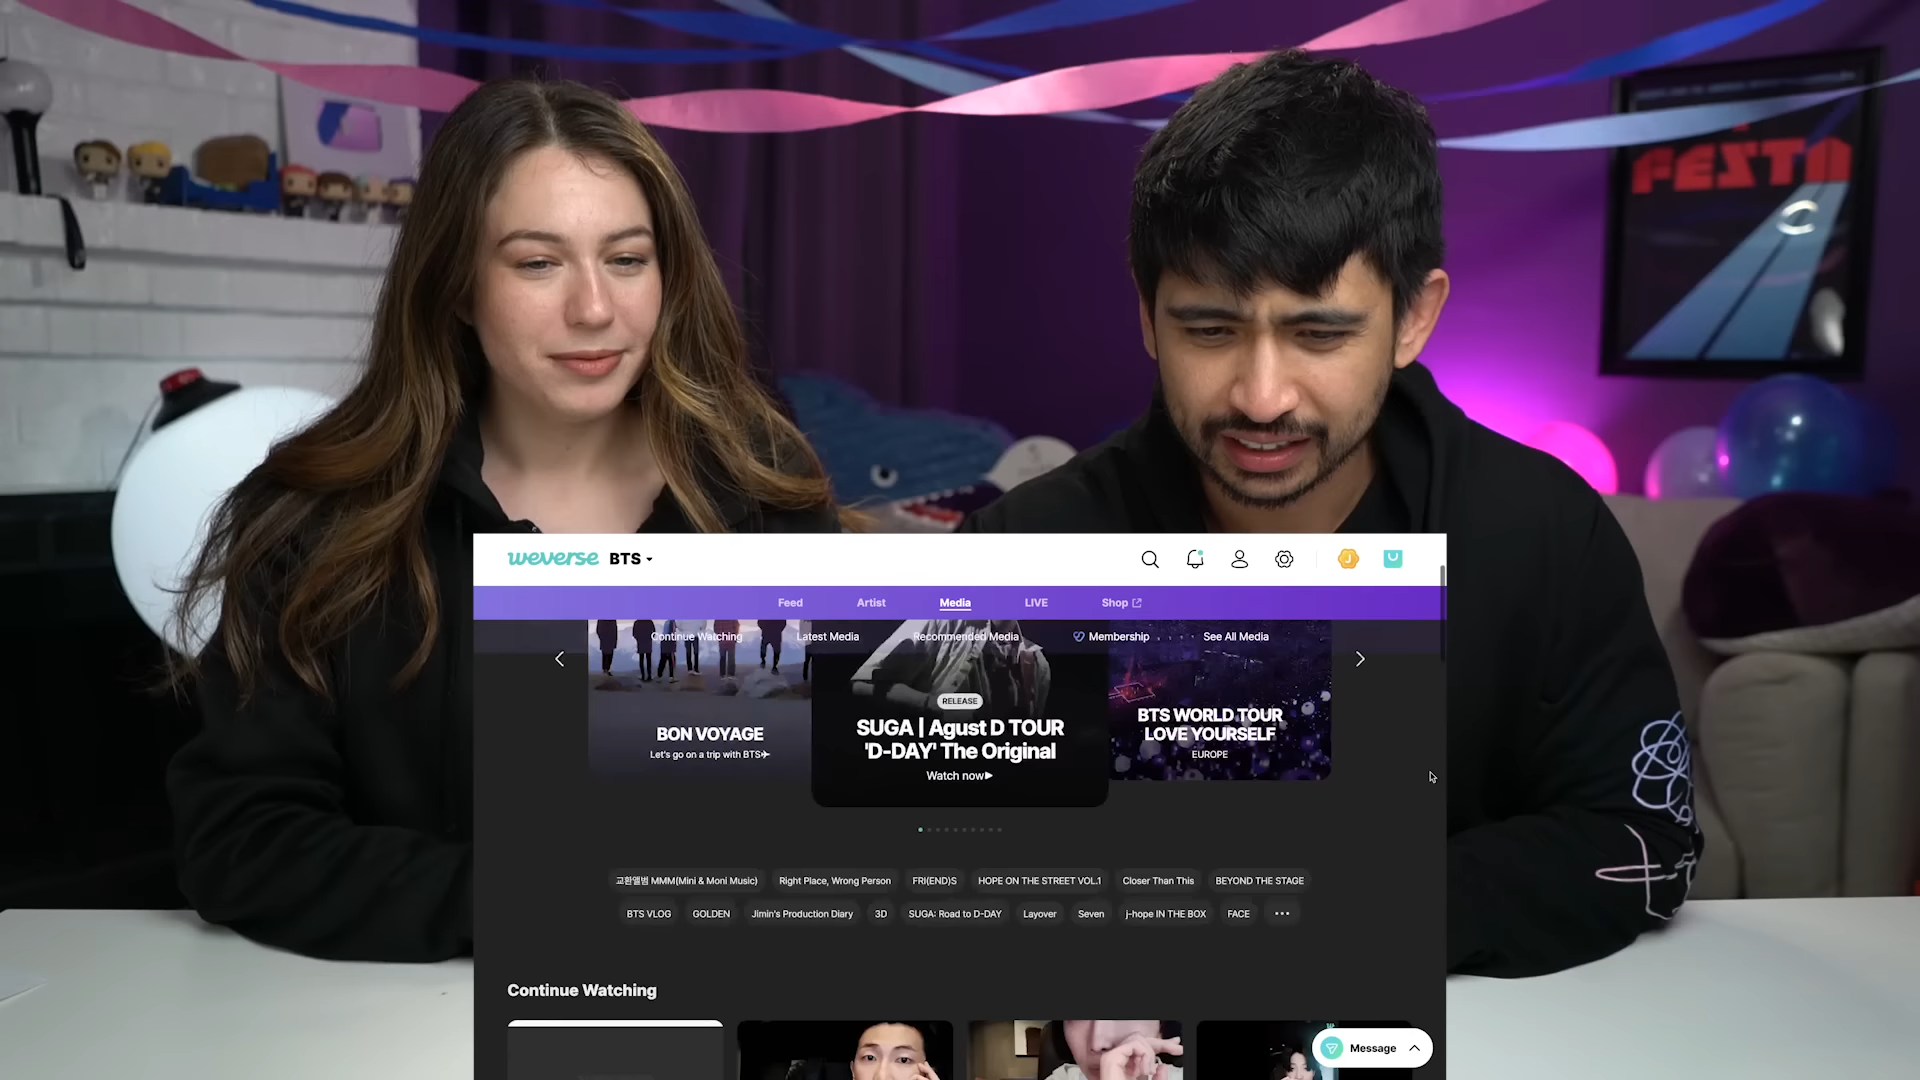 FESTA
weverse BTS
J
Feed Artist Media LIVE Shop
Continue Watching Latest Media Recommended Media Membership See All Media
BON VOYAGE
Let's go on a trip with BTS✈
RELEASE
SUGA | Agust D TOUR
'D-DAY' The Original
Watch now▶
BTS WORLD TOUR
LOVE YOURSELF
EUROPE
교환앨범 MMM(Mini & Moni Music) Right Place, Wrong Person FRI(END)S HOPE ON THE STREET VOL.1 Closer Than This BEYOND THE STAGE
BTS VLOG GOLDEN Jimin's Production Diary 3D SUGA: Road to D-DAY Layover Seven j-hope IN THE BOX FACE ...
Continue Watching
Message